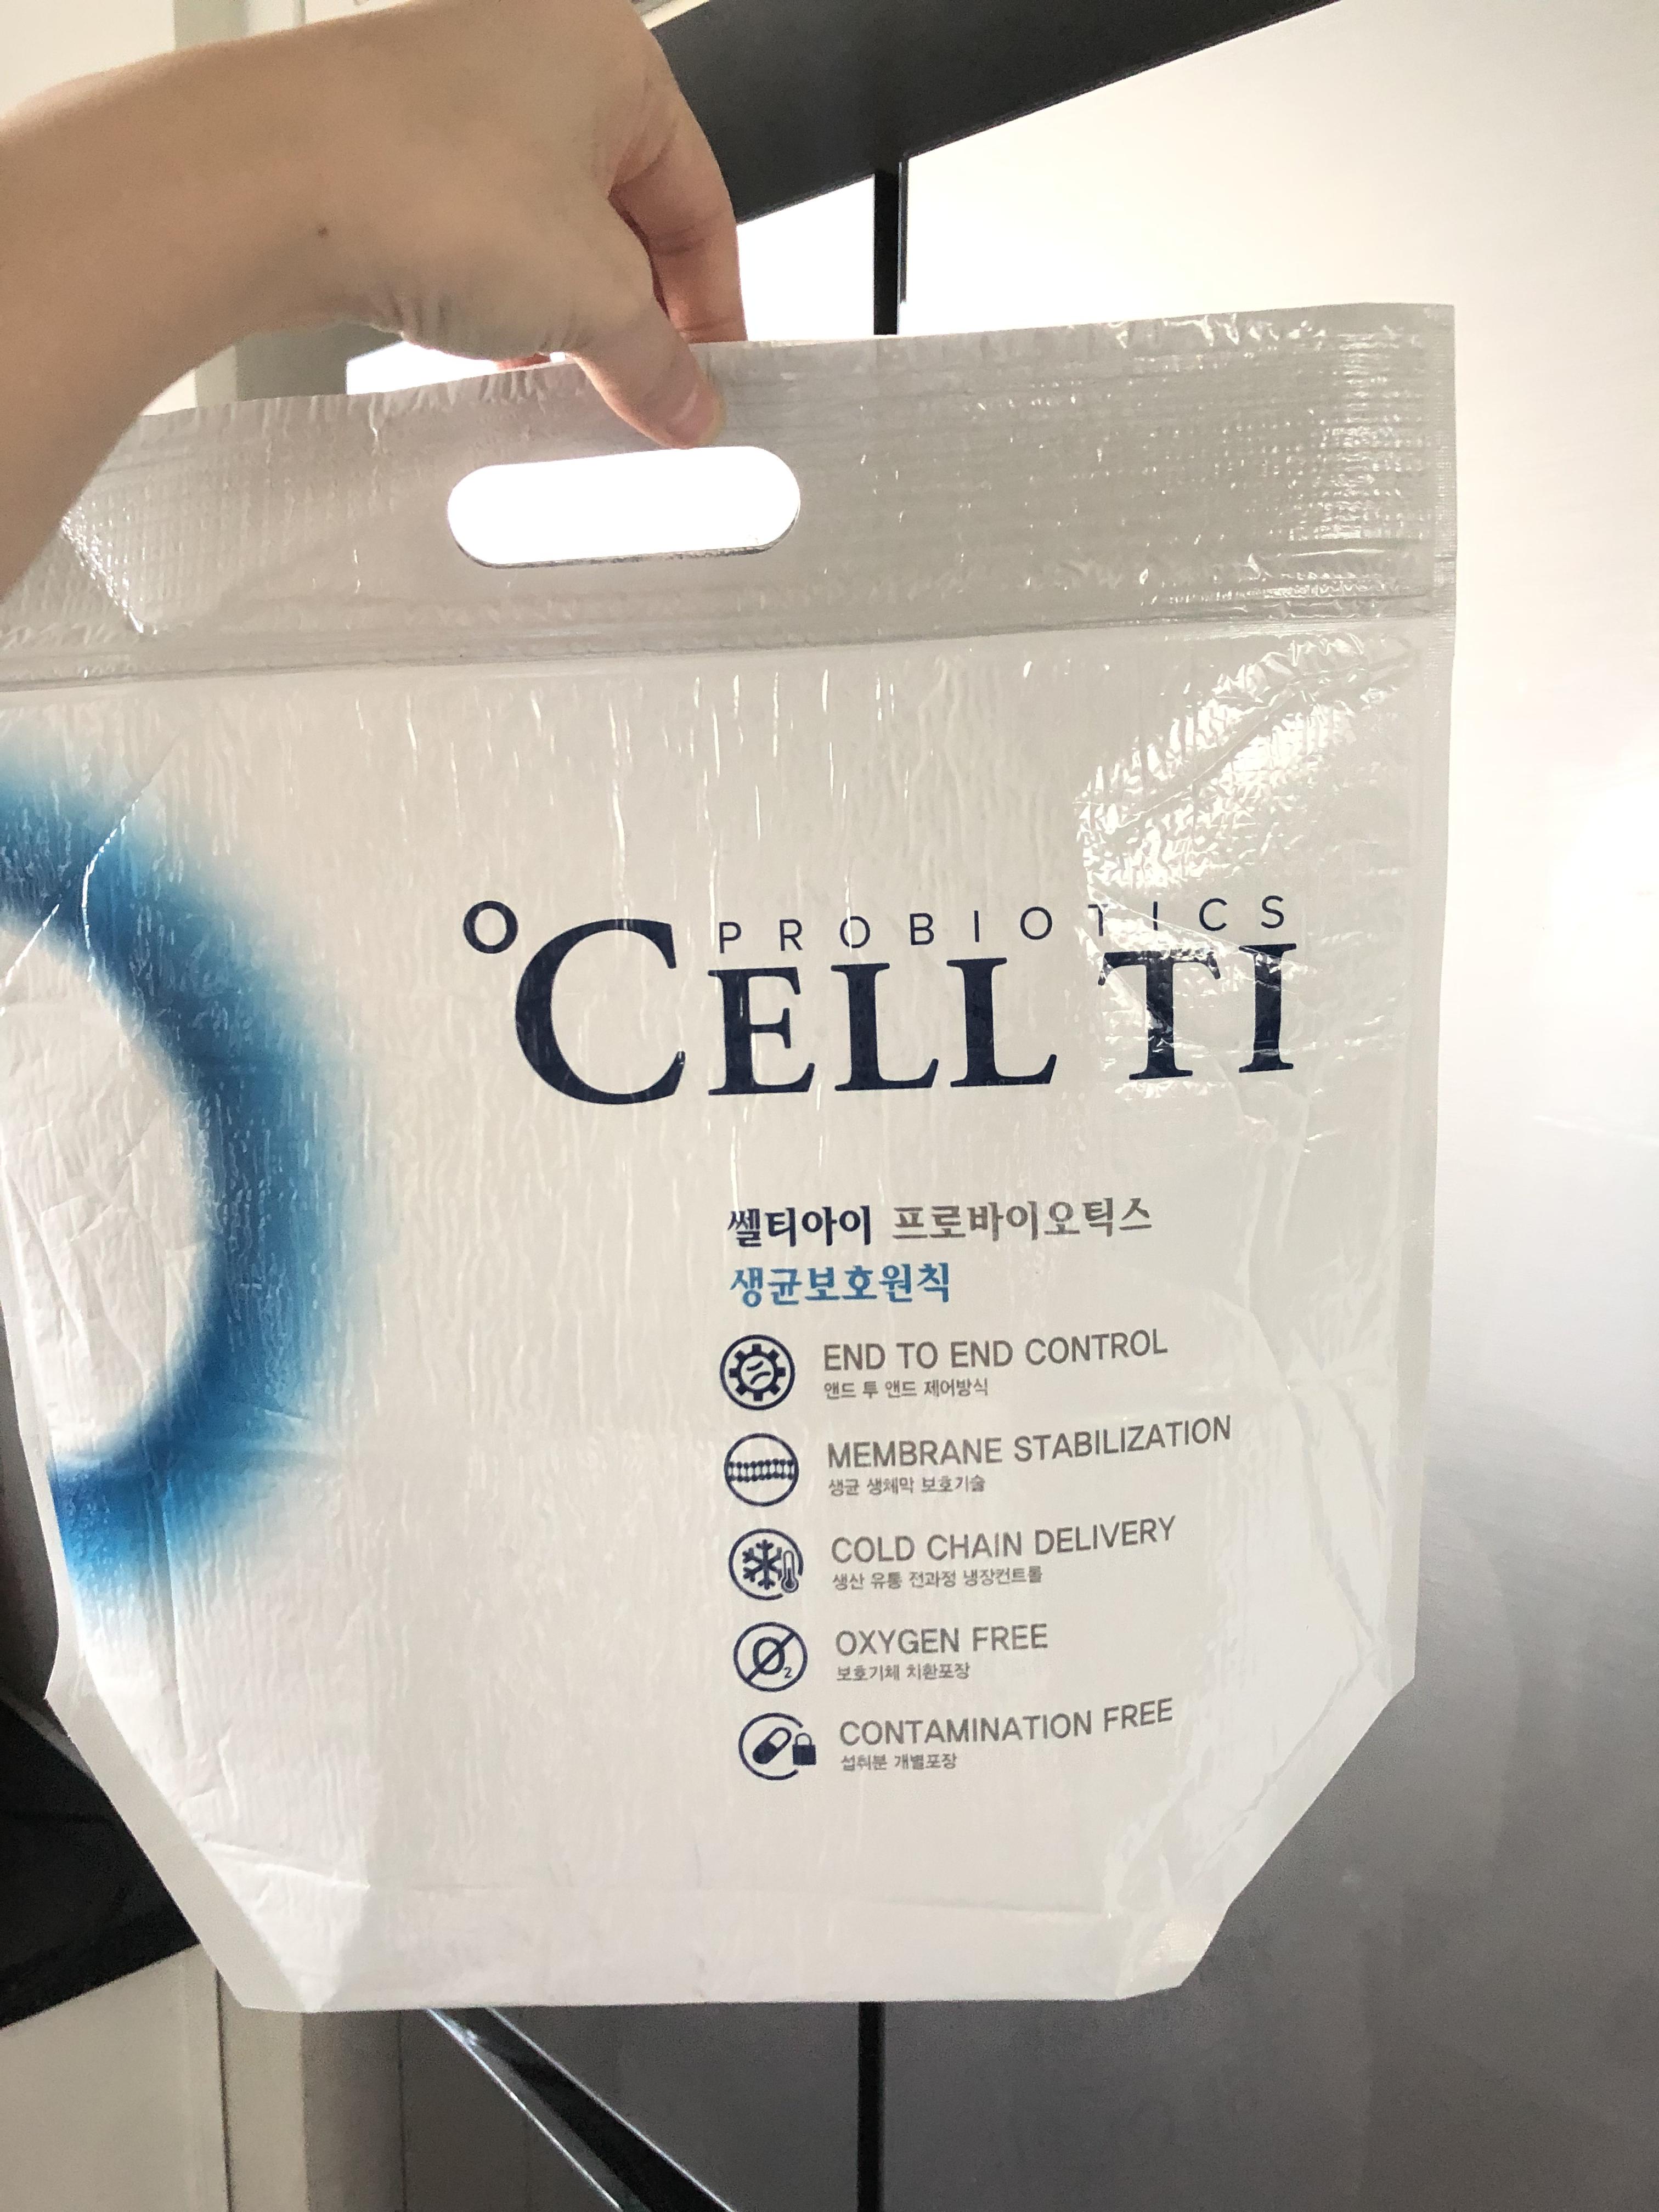 PROBIOTICS
°CELL TI
쎌티아이 프로바이오틱스
생균보호원칙
END TO END CONTROL
앤드 투 앤드 제어방식
MEMBRANE STABILIZATION
생균 생체막 보호기술
COLD CHAIN DELIVERY
생산 유통 전과정 냉장컨트롤
O₂
OXYGEN FREE
보호기체 치환포장
CONTAMINATION FREE
섭취분 개별포장